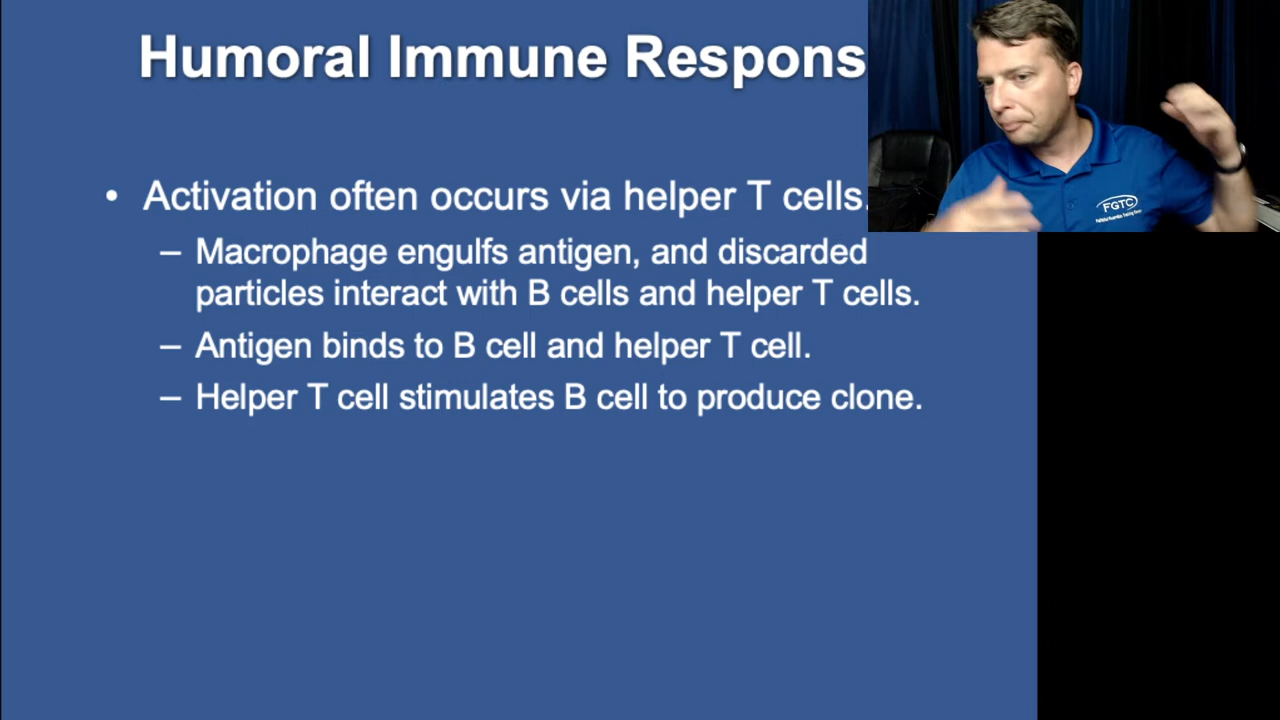 Humoral Immune Respons
• Activation often occurs via helper T cells.
– Macrophage engulfs antigen, and discarded
particles interact with B cells and helper T cells.
– Antigen binds to B cell and helper T cell.
– Helper T cell stimulates B cell to produce clone.
FGTC